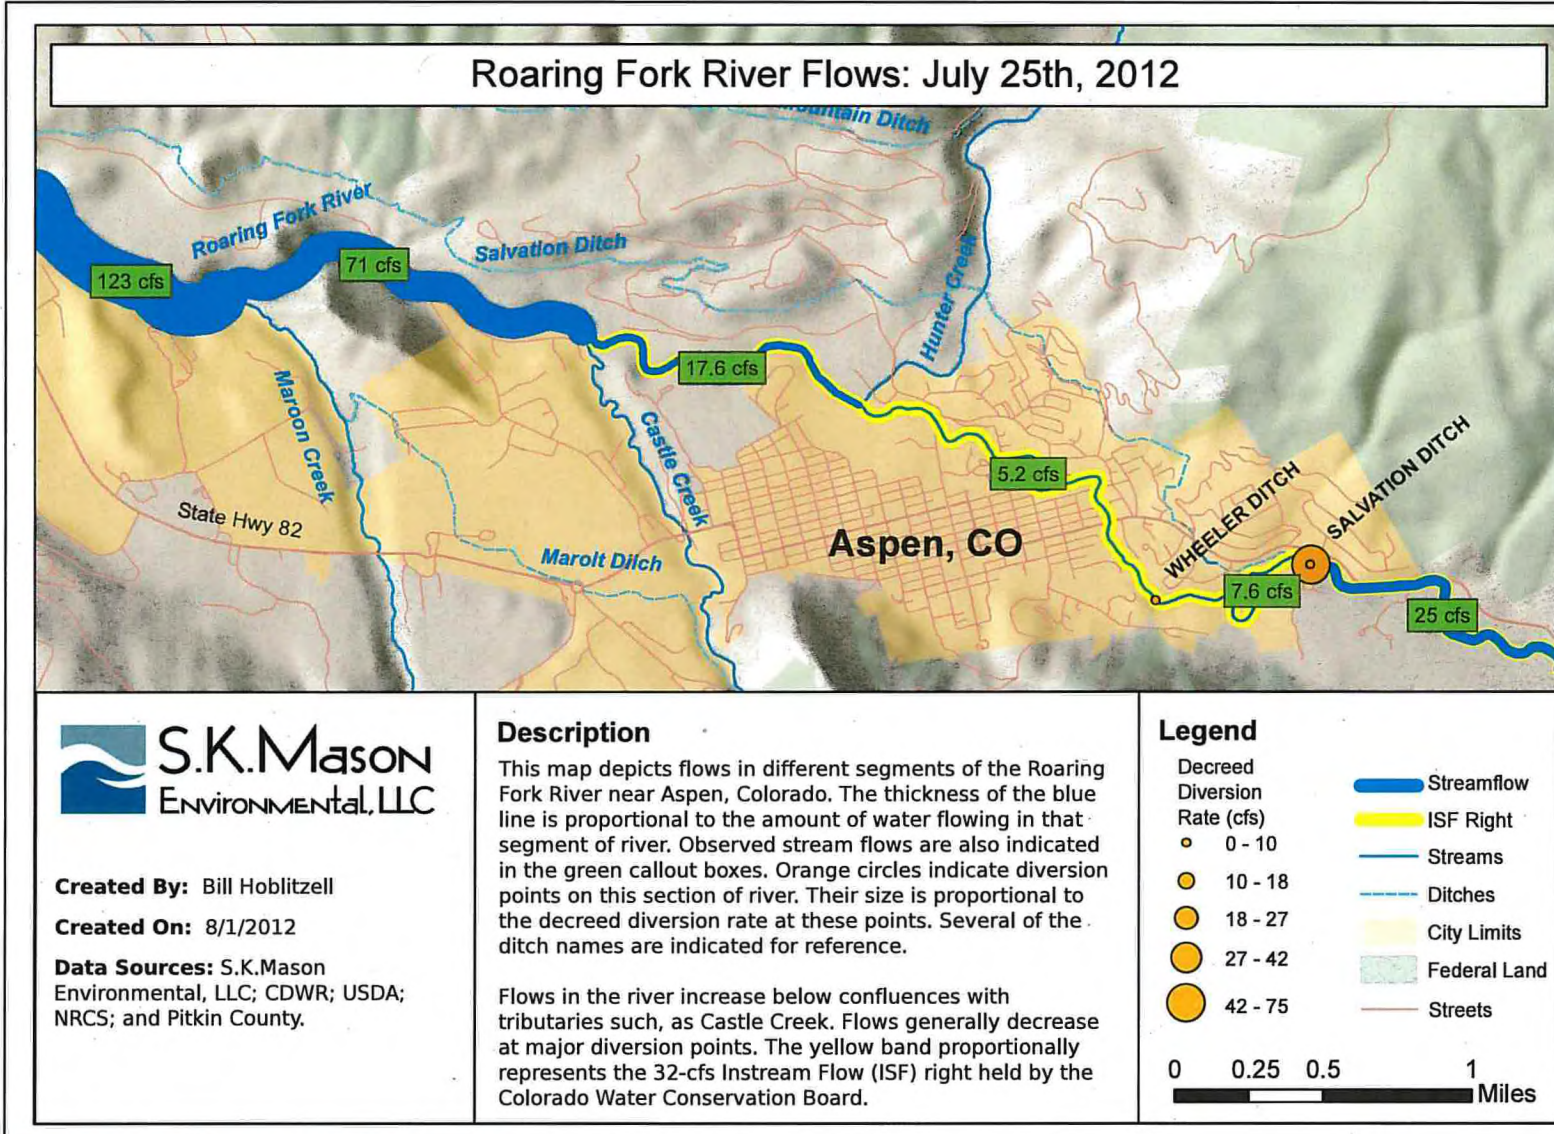 Roaring Fork River Flows: July 25th, 2012
Mountain Ditch
Roaring Fork River
Salvation Ditch
Hunter Creek
123 cfs
71 cfs
17.6 cfs
5.2 cfs
7.6 cfs
25 cfs
Maroon Creek
Castle Creek
State Hwy 82
Marolt Ditch
Aspen, CO
WHEELER DITCH
SALVATION DITCH
S.K.Mason
Environmental, LLC
Created By: Bill Hoblitzell
Created On: 8/1/2012
Data Sources: S.K.Mason
Environmental, LLC; CDWR; USDA;
NRCS; and Pitkin County.
Description
This map depicts flows in different segments of the Roaring
Fork River near Aspen, Colorado. The thickness of the blue
line is proportional to the amount of water flowing in that
segment of river. Observed stream flows are also indicated
in the green callout boxes. Orange circles indicate diversion
points on this section of river. Their size is proportional to
the decreed diversion rate at these points. Several of the
ditch names are indicated for reference.
Flows in the river increase below confluences with
tributaries such, as Castle Creek. Flows generally decrease
at major diversion points. The yellow band proportionally
represents the 32-cfs Instream Flow (ISF) right held by the
Colorado Water Conservation Board.
Legend
Decreed
Diversion
Rate (cfs)
0 - 10
10 - 18
18 - 27
27 - 42
42 - 75
Streamflow
ISF Right
Streams
Ditches
City Limits
Federal Land
Streets
0 0.25 0.5 1
Miles